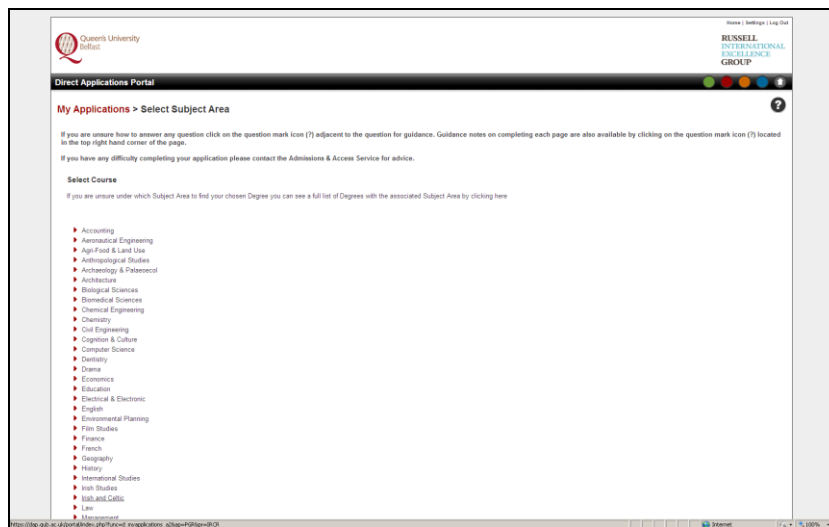 Home | Settings | Log Out
Queen's University
Belfast
RUSSELL
INTERNATIONAL
EXCELLENCE
GROUP
Direct Applications Portal
My Applications > Select Subject Area
?
If you are unsure how to answer any question click on the question mark icon (?) adjacent to the question for guidance. Guidance notes on completing each page are also available by clicking on the question mark icon (?) located
in the top right hand corner of the page.
If you have any difficulty completing your application please contact the Admissions & Access Service for advice.
Select Course
If you are unsure under which Subject Area to find your chosen Degree you can see a full list of Degrees with the associated Subject Area by clicking here
Accounting
Aeronautical Engineering
Agri-Food & Land Use
Anthropological Studies
Archaeology & Palaeoecol
Architecture
Biological Sciences
Biomedical Sciences
Chemical Engineering
Chemistry
Civil Engineering
Cognition & Culture
Computer Science
Dentistry
Drama
Economics
Education
Electrical & Electronic
English
Environmental Planning
Film Studies
Finance
French
Geography
History
International Studies
Irish Studies
Irish and Celtic
Law
Management
Internet
100%